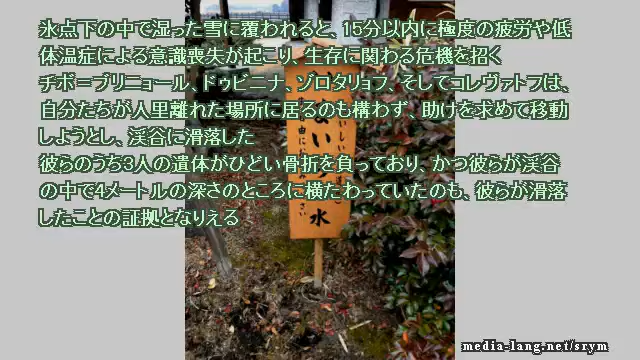 氷点下の中で湿った雪に覆われると、15分以内に極度の疲労や低
体温症による意識喪失が起こり、生存に関わる危機を招く
チボ＝ブリニョール、ドゥビニナ、ゾロタリョフ、そしてコレヴァトフは、
自分たちが人里離れた場所に居るのも構わず、助けを求めて移動
しようとし、渓谷に滑落した
彼らのうち3人の遺体がひどい骨折を負っており、かつ彼らが渓谷
の中で4メートルの深さのところに横たわっていたのも、彼らが滑落
したことの証拠となりえる
水
media-lang.net/srym